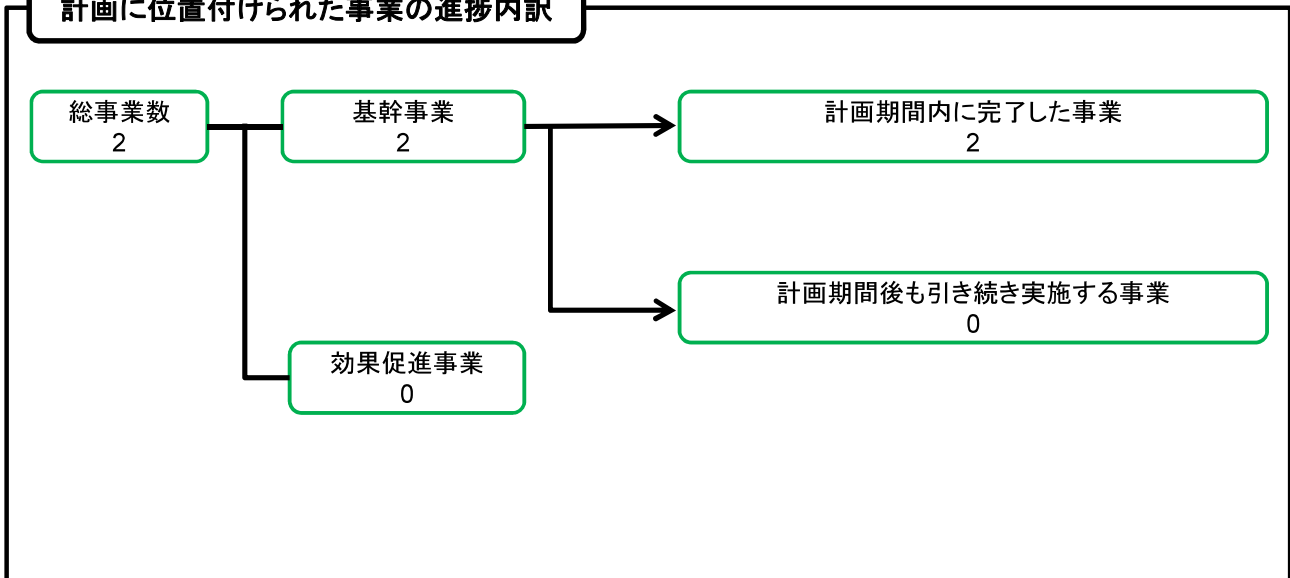 計画に位置付けられた事業の進捗内訳
総事業数
2
基幹事業
2
計画期間内に完了した事業
2
計画期間後も引き続き実施する事業
0
効果促進事業
0